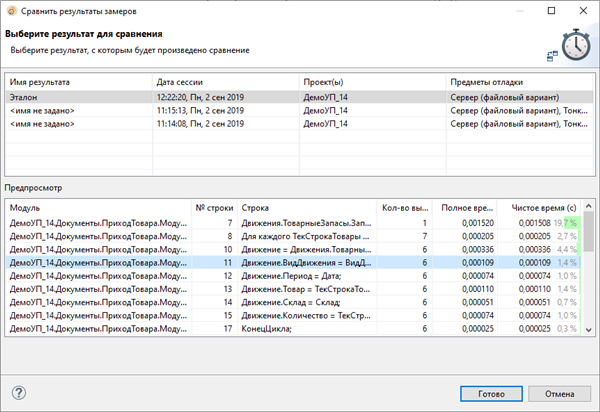 Сравнить результаты замеров
Выберите результат для сравнения
Выберите результат, с которым будет произведено сравнение
Имя результата Дата сессии Проект(ы) Предметы отладки
Эталон 12:22:20, Пн, 2 сен 2019 ДемоУП_14 Сервер (файловый вариант)
<имя не задано> 11:15:13, Пн, 2 сен 2019 ДемоУП_14 Сервер (файловый вариант), Тонк...
<имя не задано> 11:14:08, Пн, 2 сен 2019 ДемоУП_14 Сервер (файловый вариант), Тонк...
Предпросмотр
Модуль № строки Строка Кол-во вы... Полное вре... Чистое время (с)
ДемоУП_14.Документы.ПриходТовара.Моду... 7 Движения.ТоварныеЗапасы.Зап... 1 0,001520 0,001508 19,7 %
ДемоУП_14.Документы.ПриходТовара.Моду... 8 Для каждого ТекСтрокаТовары ... 7 0,000205 0,000205 2,7 %
ДемоУП_14.Документы.ПриходТовара.Моду... 10 Движение = Движения.Товарны... 6 0,000336 0,000336 4,4 %
ДемоУП_14.Документы.ПриходТовара.Моду... 11 Движение.ВидДвижения = ВидД... 6 0,000109 0,000109 1,4 %
ДемоУП_14.Документы.ПриходТовара.Моду... 12 Движение.Период = Дата; 6 0,000074 0,000074 1,0 %
ДемоУП_14.Документы.ПриходТовара.Моду... 13 Движение.Товар = ТекСтрокаТо... 6 0,000110 0,000110 1,4 %
ДемоУП_14.Документы.ПриходТовара.Моду... 14 Движение.Склад = Склад; 6 0,000051 0,000051 0,7 %
ДемоУП_14.Документы.ПриходТовара.Моду... 15 Движение.Количество = ТекСтр... 6 0,000074 0,000074 1,0 %
ДемоУП_14.Документы.ПриходТовара.Моду... 17 КонецЦикла; 6 0,000025 0,000025 0,3 %
Готово Отмена